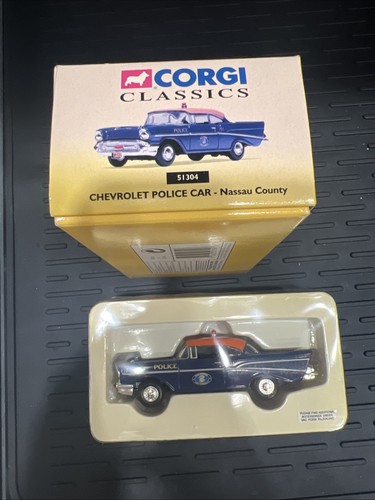 CORGI
CLASSICS
POLICE
51304
CHEVROLET POLICE CAR - Nassau County
POLICE